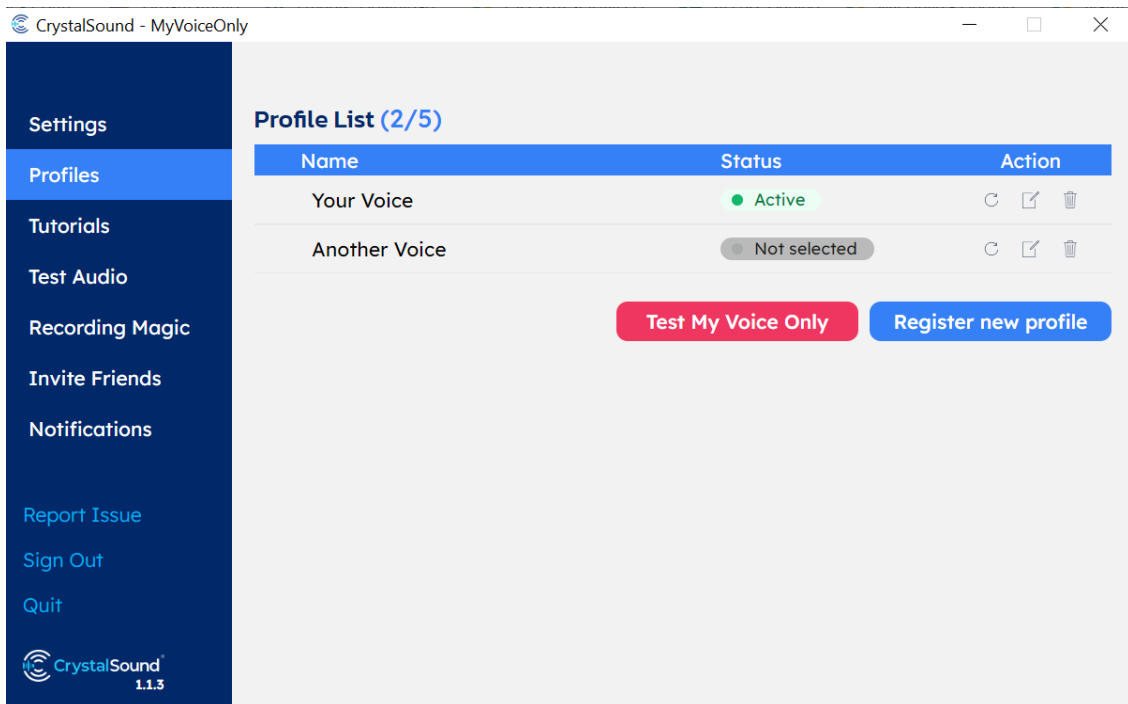 CrystalSound - MyVoiceOnly
Settings
Profiles
Tutorials
Test Audio
Recording Magic
Invite Friends
Notifications
Report Issue
Sign Out
Quit
CrystalSound
1.1.3
Profile List (2/5)
Name Status Action
Your Voice Active
Another Voice Not selected
Test My Voice Only Register new profile